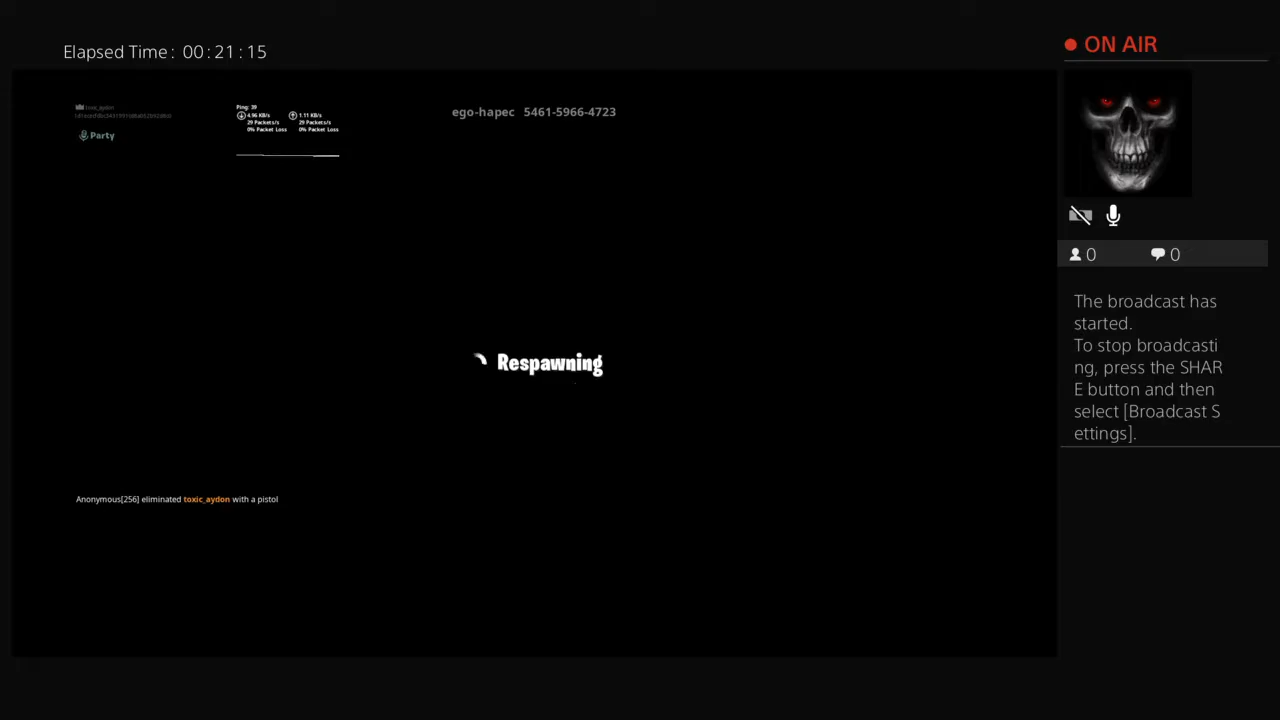 Elapsed Time: 00:21:15
ON AIR
toxic_aydon
Party
Ping: 39
4.96 KB/s 1.11 KB/s
29 Packets/s 29 Packets/s
0% Packet Loss 0% Packet Loss
ego-hapec 5461-5966-4723
0 0
The broadcast has
started.
To stop broadcasti
ng, press the SHAR
E button and then
select [Broadcast S
ettings].
Respawning
Anonymous[256] eliminated toxic_aydon with a pistol